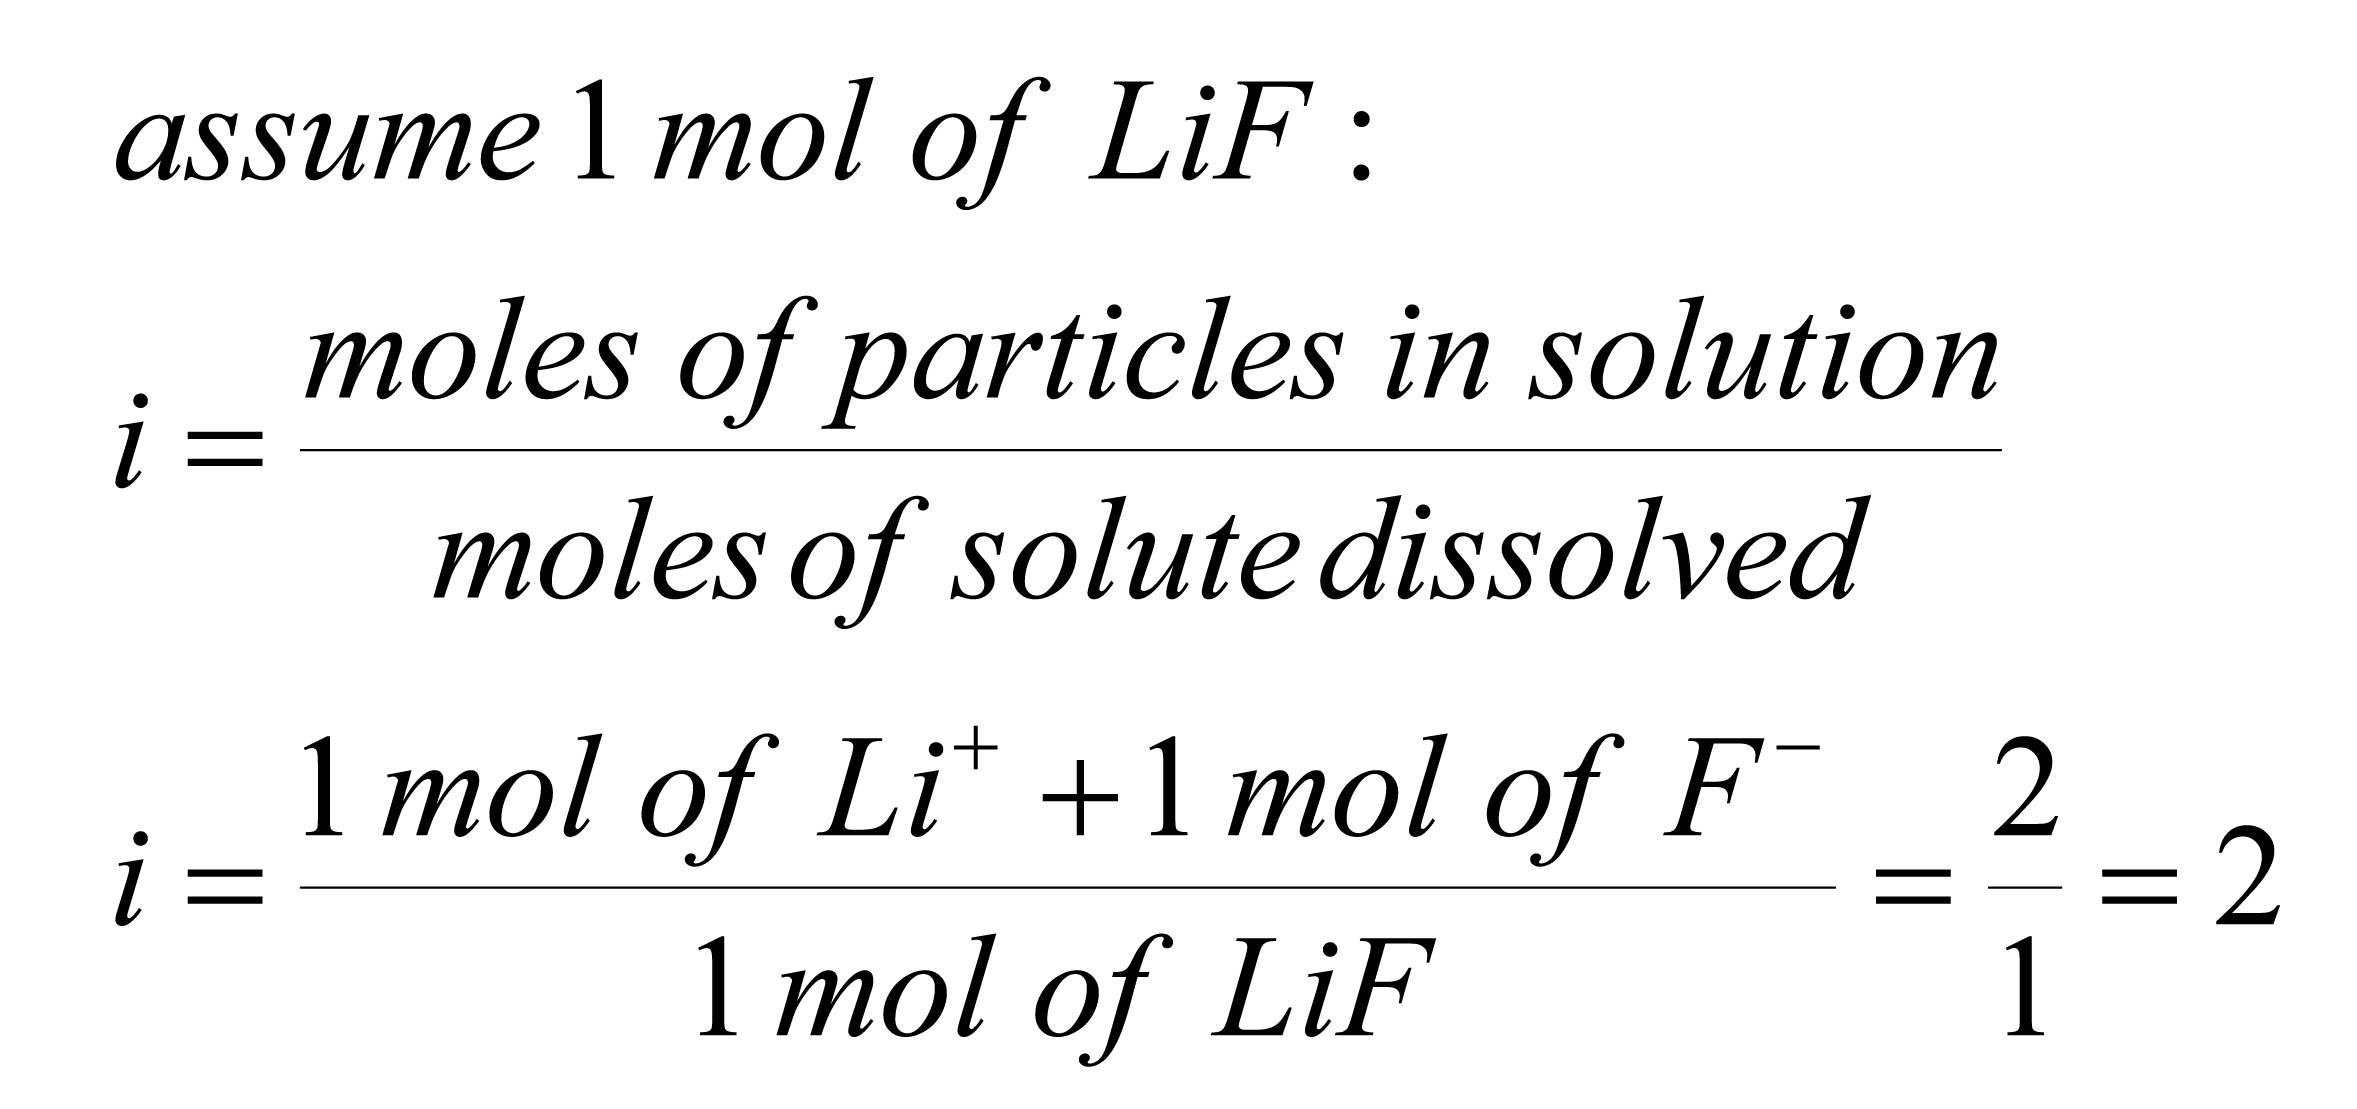 assume 1 mol of LiF :
i = moles of particles in solution / moles of solute dissolved
i = 1 mol of Li⁺ + 1 mol of F⁻ / 1 mol of LiF = 2 / 1 = 2